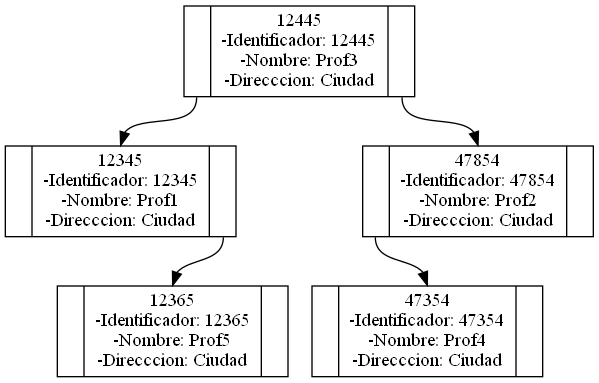 12445
-Identificador: 12445
-Nombre: Prof3
-Direcccion: Ciudad
12345
-Identificador: 12345
-Nombre: Prof1
-Direcccion: Ciudad
47854
-Identificador: 47854
-Nombre: Prof2
-Direcccion: Ciudad
12365
-Identificador: 12365
-Nombre: Prof5
-Direcccion: Ciudad
47354
-Identificador: 47354
-Nombre: Prof4
-Direcccion: Ciudad